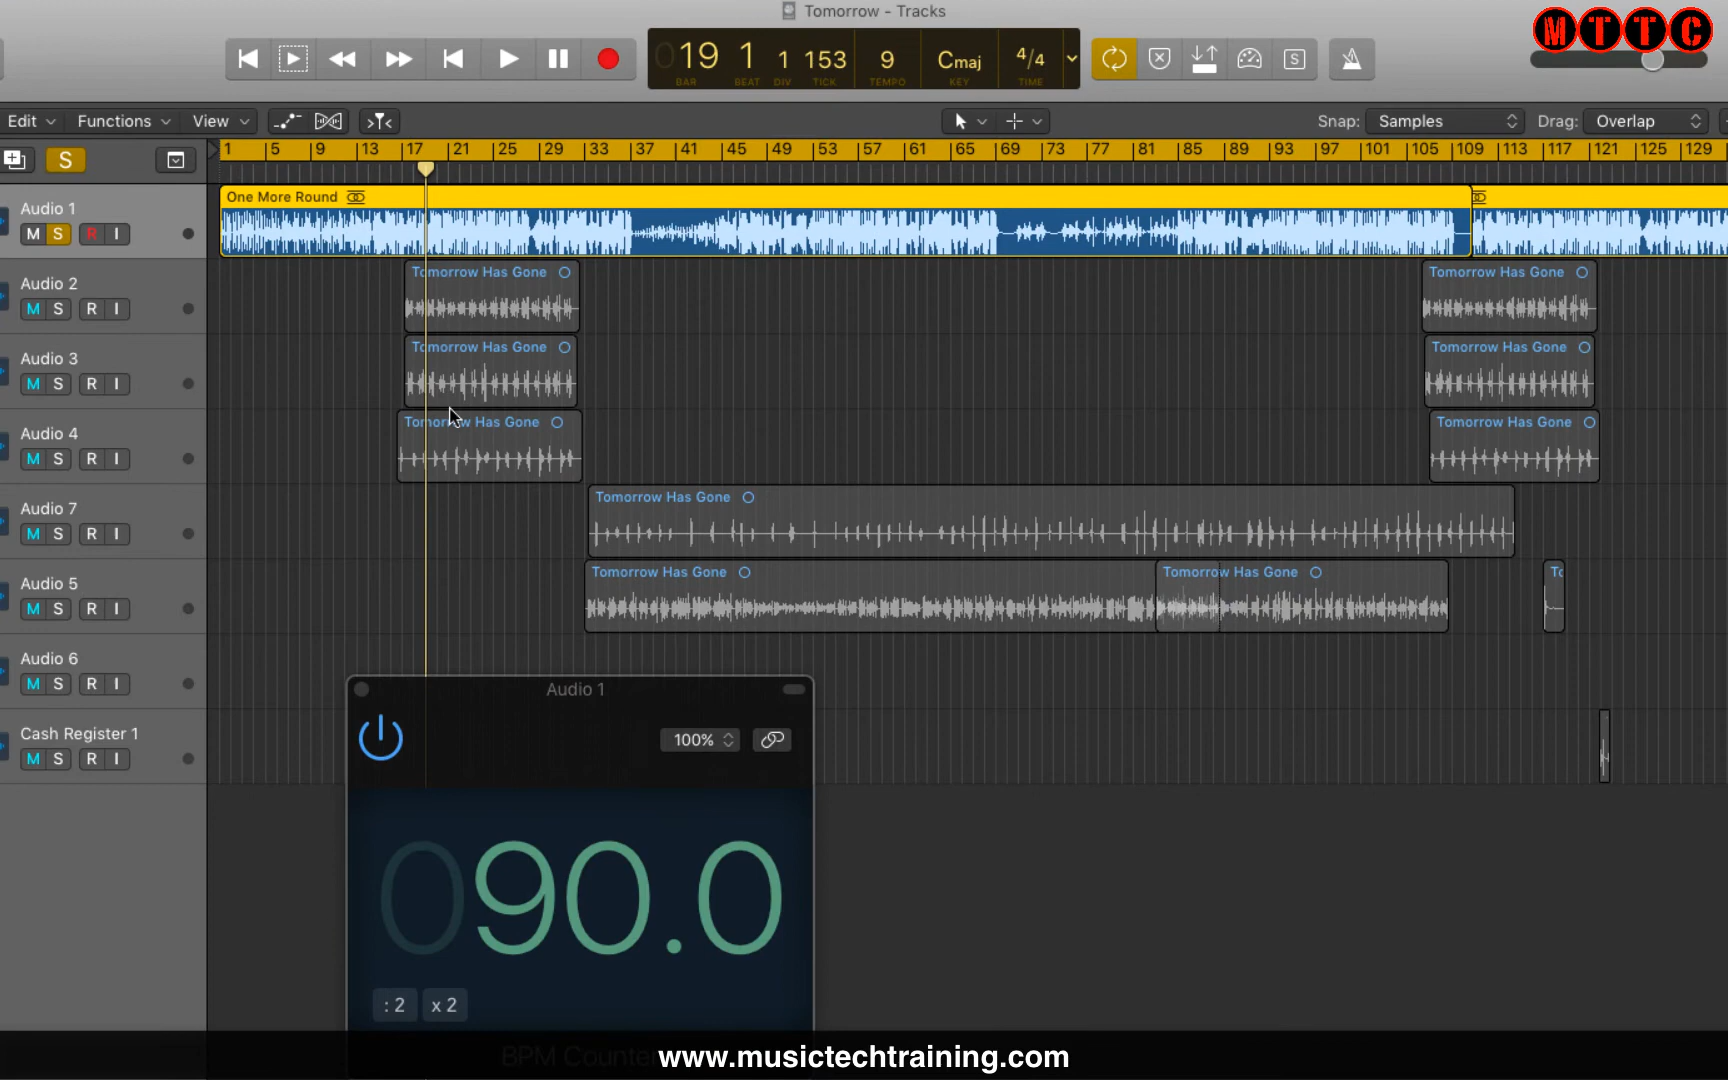 Tomorrow - Tracks
MTTC
019 1 1 153 9 Cmaj 4/4
BAR BEAT DIV TICK TEMPO KEY TIME
S
Edit Functions View Snap: Samples Drag: Overlap
S 1 5 9 13 17 21 25 29 33 37 41 45 49 53 57 61 65 69 73 77 81 85 89 93 97 101 105 109 113 117 121 125 129
One More Round
Audio 1
M S R I
Audio 2 Tomorrow Has Gone Tomorrow Has Gone
M S R I
Audio 3 Tomorrow Has Gone Tomorrow Has Gone
M S R I
Audio 4 Tomorrow Has Gone Tomorrow Has Gone
M S R I
Audio 7 Tomorrow Has Gone
M S R I
Audio 5 Tomorrow Has Gone Tomorrow Has Gone To
M S R I
Audio 6
M S R I
Cash Register 1
M S R I
Audio 1
100%
090.0
: 2 x 2
BPM Counter
www.musictechtraining.com